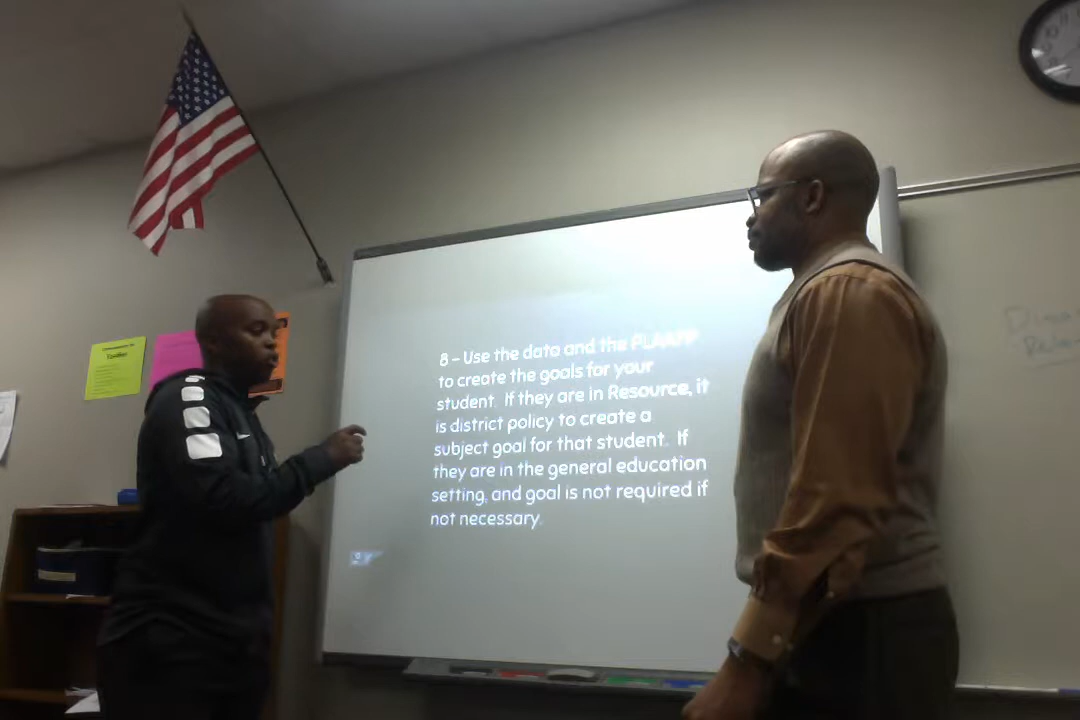 8 - Use the data and the PLAAFP
to create the goals for your
student. If they are in Resource, it
is district policy to create a
subject goal for that student. If
they are in the general education
setting, and goal is not required if
not necessary.